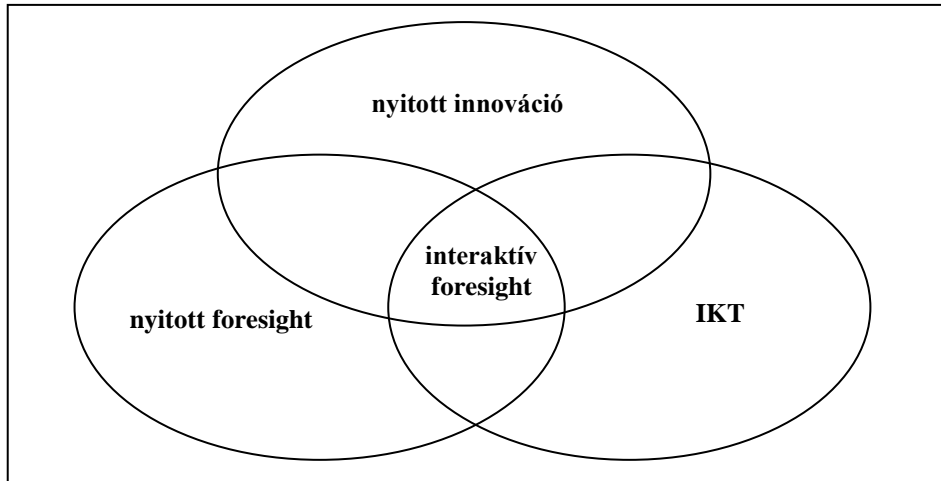 nyitott innováció
interaktív
foresight
nyitott foresight
IKT